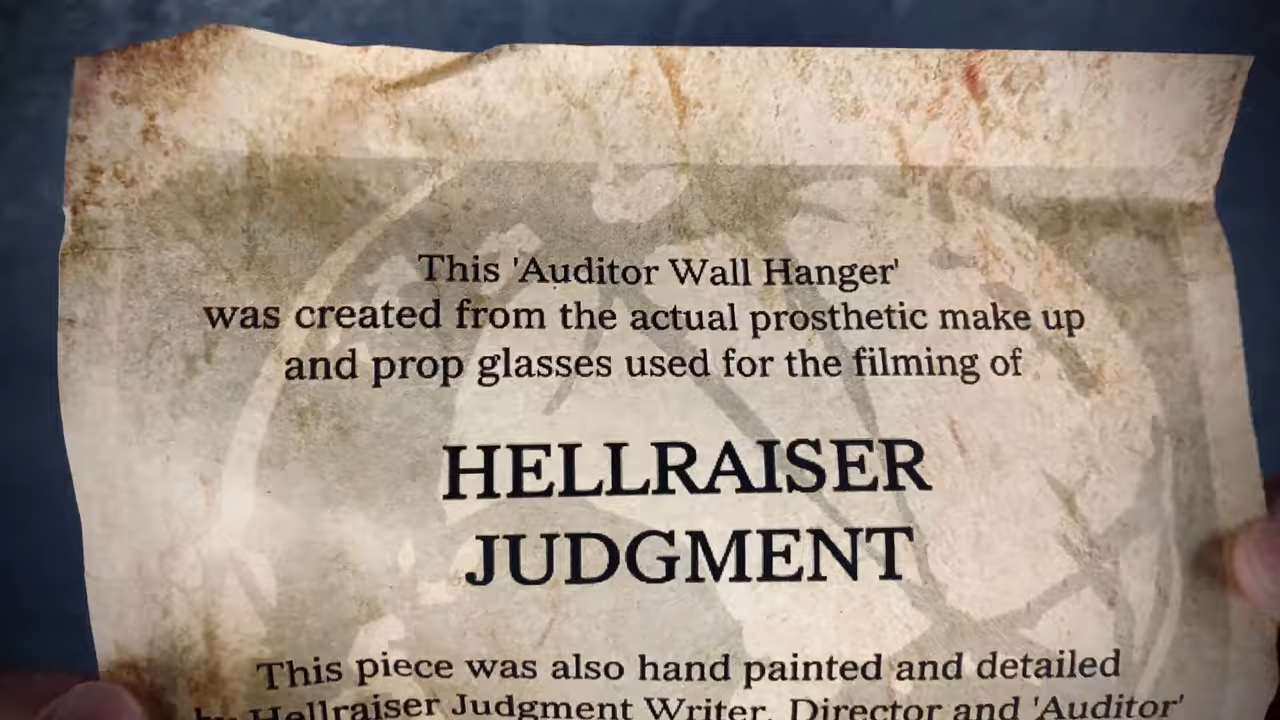 This 'Auditor Wall Hanger'
was created from the actual prosthetic make up
and prop glasses used for the filming of
HELLRAISER
JUDGMENT
This piece was also hand painted and detailed
by Hellraiser Judgment Writer, Director and 'Auditor'